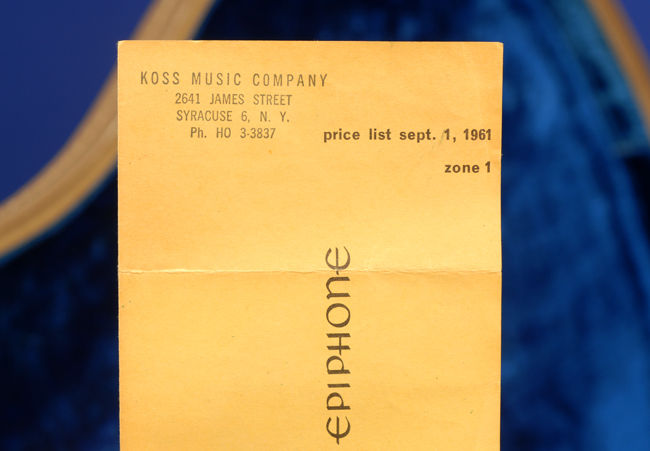 KOSS MUSIC COMPANY
2641 JAMES STREET
SYRACUSE 6, N. Y.
Ph. HO 3-3837
price list sept. 1, 1961
zone 1
EPIPHONE